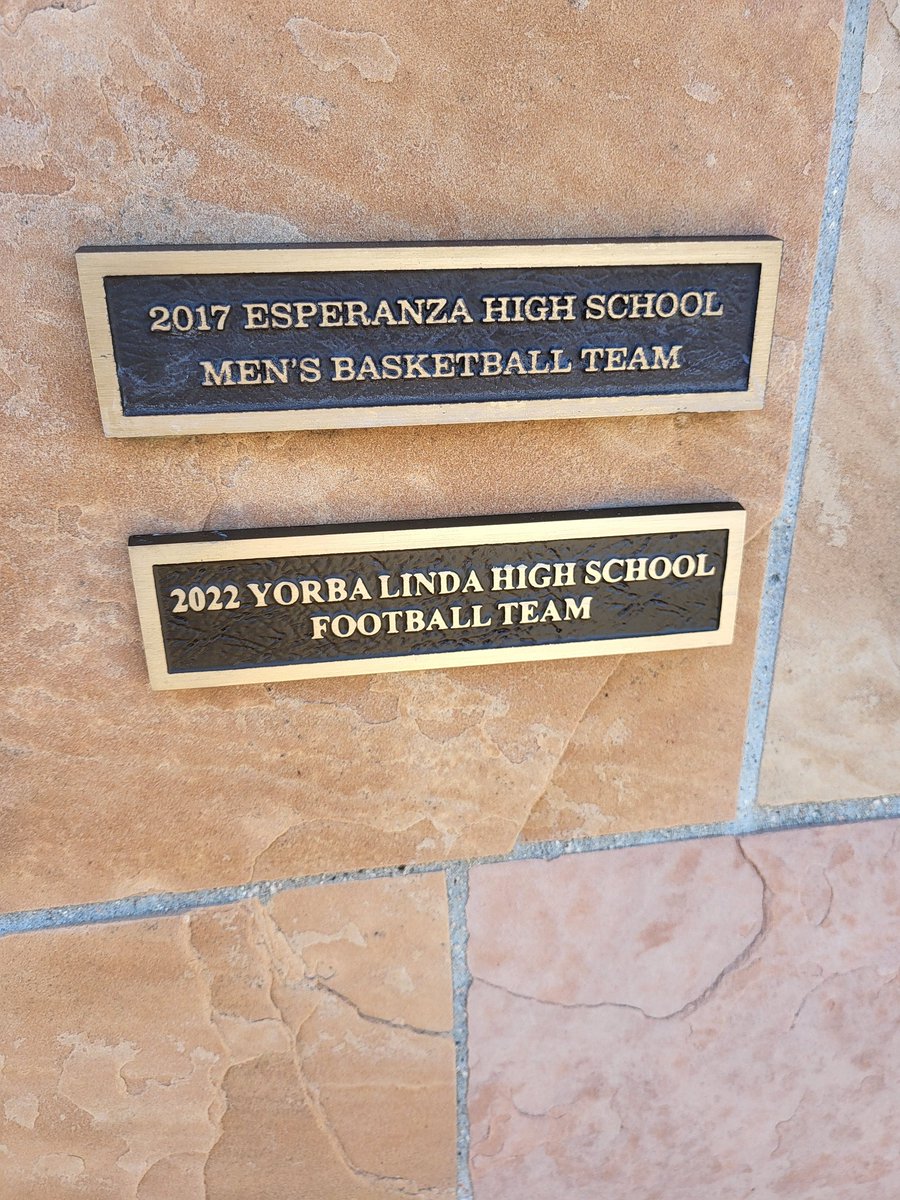 2017 ESPERANZA HIGH SCHOOL
MEN'S BASKETBALL TEAM
2022 YORBA LINDA HIGH SCHOOL
FOOTBALL TEAM